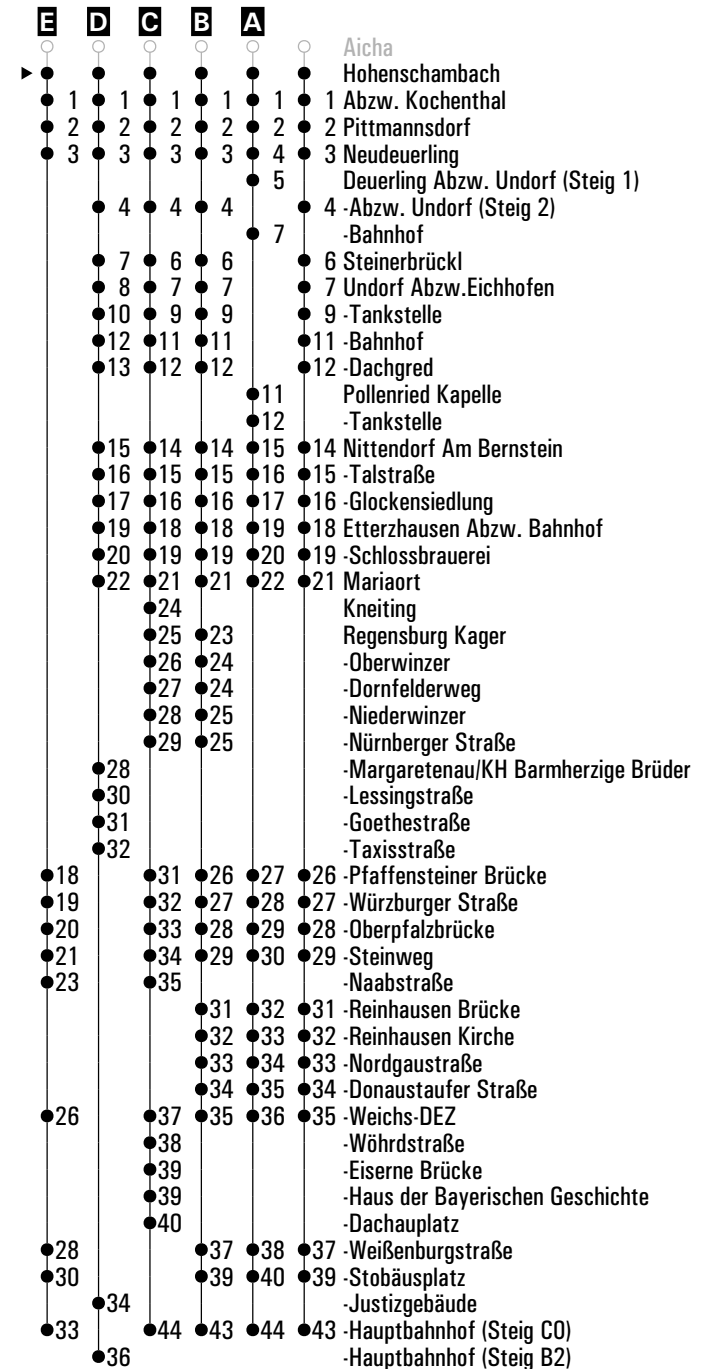 E D C B A
Aicha
Hohenschambach
1 1 1 1 1 1 Abzw. Kochenthal
2 2 2 2 2 2 Pittmannsdorf
3 3 3 3 4 3 Neudeuerling
5 Deuerling Abzw. Undorf (Steig 1)
4 4 4 4 -Abzw. Undorf (Steig 2)
7 -Bahnhof
7 6 6 6 Steinerbrückl
8 7 7 7 Undorf Abzw.Eichhofen
10 9 9 9 -Tankstelle
12 11 11 11 -Bahnhof
13 12 12 12 -Dachgred
11 Pollenried Kapelle
12 -Tankstelle
15 14 14 15 14 Nittendorf Am Bernstein
16 15 15 16 15 -Talstraße
17 16 16 17 16 -Glockensiedlung
19 18 18 19 18 Etterzhausen Abzw. Bahnhof
20 19 19 20 19 -Schlossbrauerei
22 21 21 22 21 Mariaort
24 Kneiting
25 23 Regensburg Kager
26 24 -Oberwinzer
27 24 -Dornfelderweg
28 25 -Niederwinzer
29 25 -Nürnberger Straße
28 -Margaretenau/KH Barmherzige Brüder
30 -Lessingstraße
31 -Goethestraße
32 -Taxisstraße
18 31 26 27 26 -Pfaffensteiner Brücke
19 32 27 28 27 -Würzburger Straße
20 33 28 29 28 -Oberpfalzbrücke
21 34 29 30 29 -Steinweg
23 35 -Naabstraße
31 32 31 -Reinhausen Brücke
32 33 32 -Reinhausen Kirche
33 34 33 -Nordgaustraße
34 35 34 -Donaustaufer Straße
26 37 35 36 35 -Weichs-DEZ
38 -Wöhrdstraße
39 -Eiserne Brücke
39 -Haus der Bayerischen Geschichte
40 -Dachauplatz
28 37 38 37 -Weißenburgstraße
30 39 40 39 -Stobäusplatz
34 -Justizgebäude
33 44 43 44 43 -Hauptbahnhof (Steig C0)
36 -Hauptbahnhof (Steig B2)